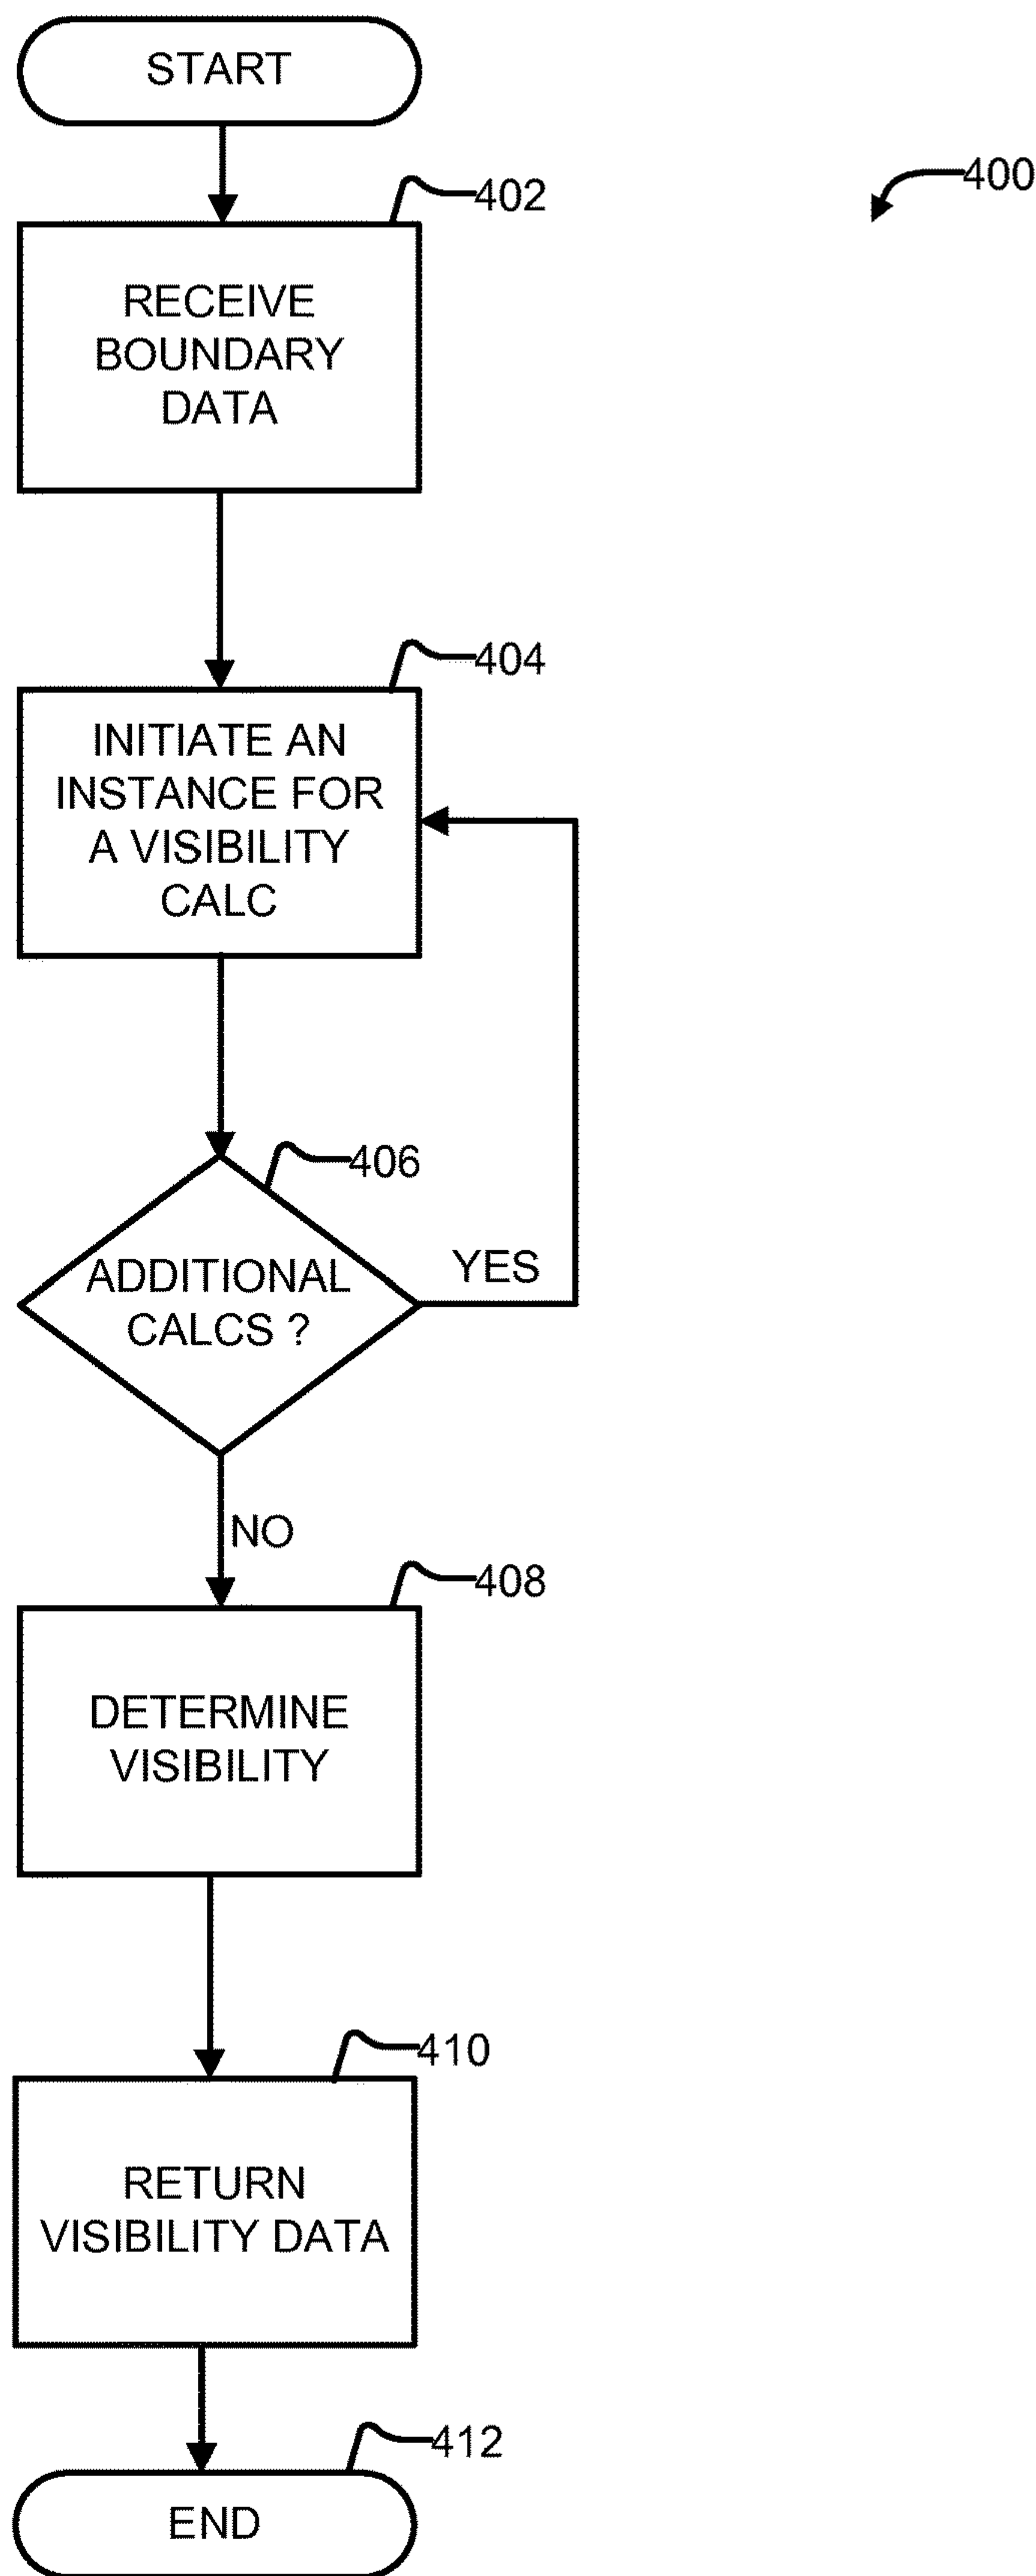 START
400
402
RECEIVE
BOUNDARY
DATA
404
INITIATE AN
INSTANCE FOR
A VISIBILITY
CALC
406
ADDITIONAL
CALCS ?
YES
NO
408
DETERMINE
VISIBILITY
410
RETURN
VISIBILITY DATA
412
END